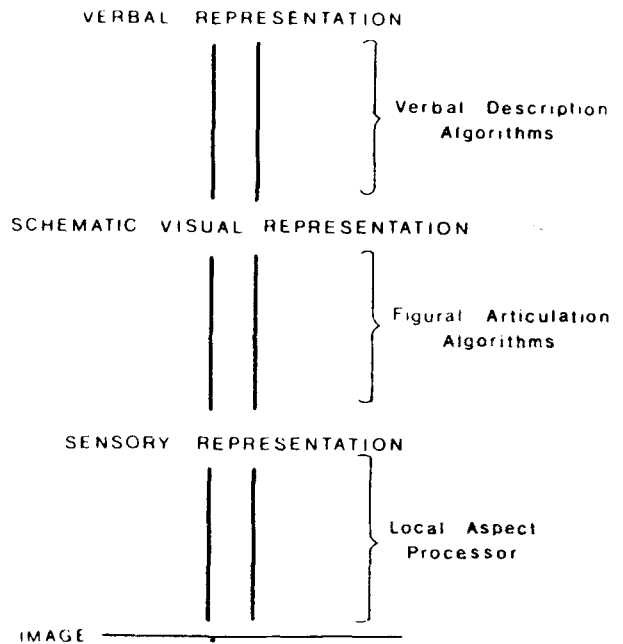 VERBAL REPRESENTATION
Verbal Description
Algorithms
SCHEMATIC VISUAL REPRESENTATION
Figural Articulation
Algorithms
SENSORY REPRESENTATION
Local Aspect
Processor
IMAGE